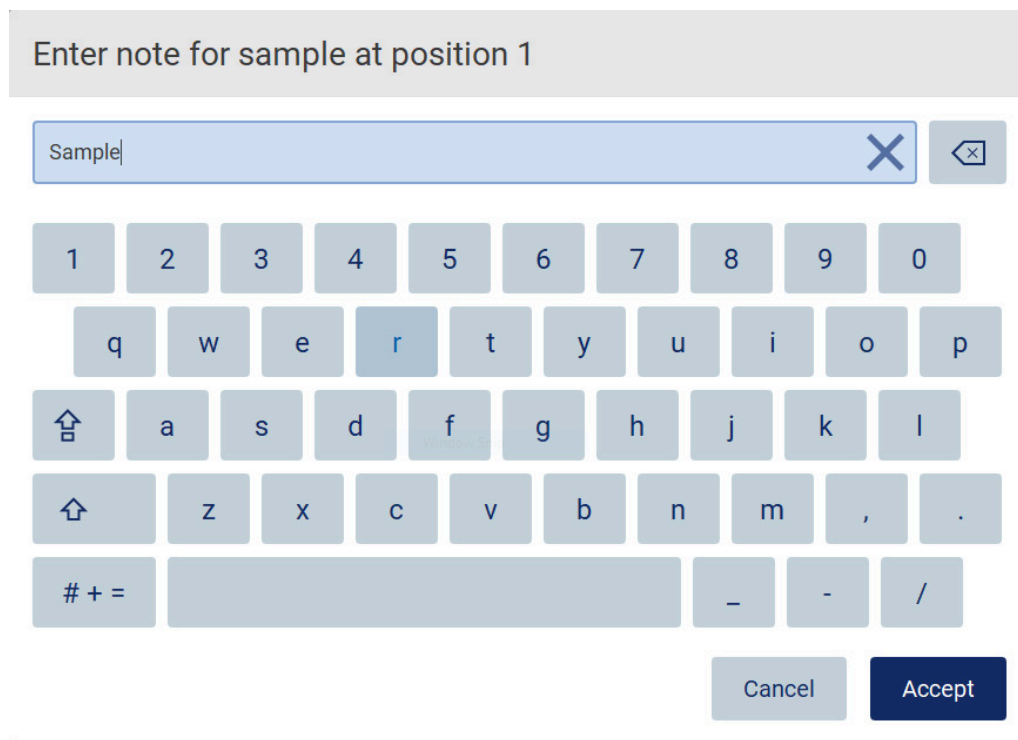 Enter note for sample at position 1
Sample
1 2 3 4 5 6 7 8 9 0
q w e r t y u i o p
a s d f g h j k l
z x c v b n m , .
# + = _ - /
Cancel Accept